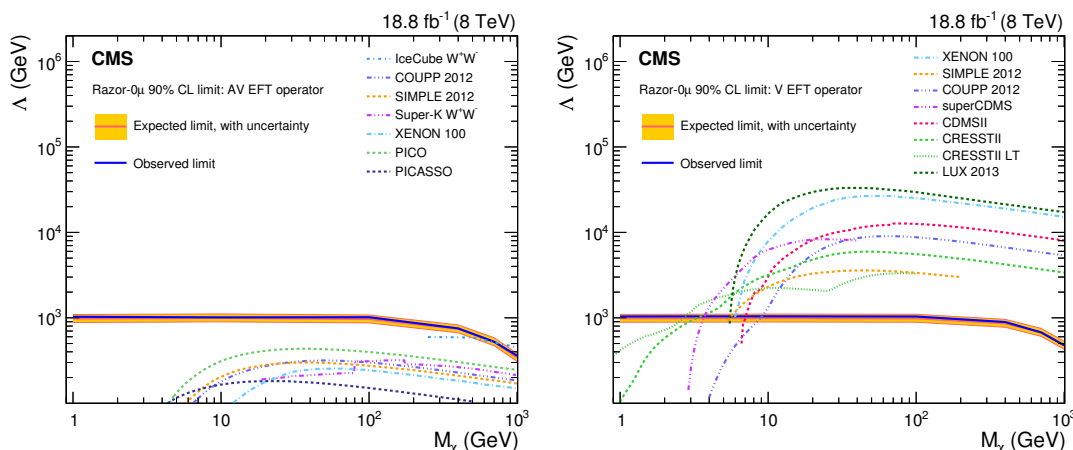 18.8 fb⁻¹ (8 TeV)
CMS
Razor-0μ 90% CL limit: AV EFT operator
Expected limit, with uncertainty
Observed limit
IceCube W⁺W⁻
COUPP 2012
SIMPLE 2012
Super-K W⁺W⁻
XENON 100
PICO
PICASSO
Λ (GeV)
10⁶
10⁵
10⁴
10³
1
10
10²
10³
Mχ (GeV)
18.8 fb⁻¹ (8 TeV)
CMS
Razor-0μ 90% CL limit: V EFT operator
Expected limit, with uncertainty
Observed limit
XENON 100
SIMPLE 2012
COUPP 2012
superCDMS
CDMSII
CRESSTII
CRESSTII LT
LUX 2013
Λ (GeV)
10⁶
10⁵
10⁴
10³
1
10
10²
10³
Mχ (GeV)